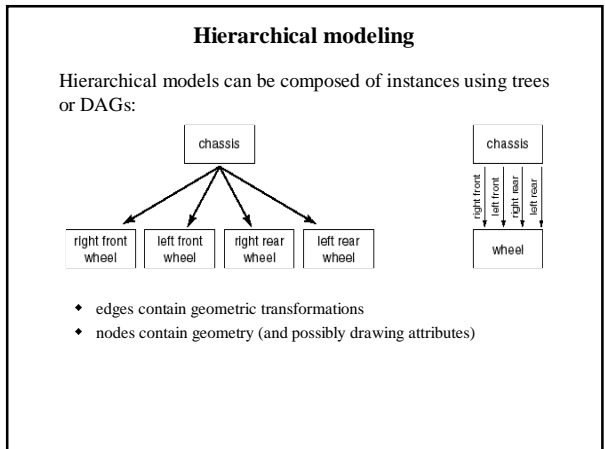 Hierarchical modeling
Hierarchical models can be composed of instances using trees
or DAGs:
chassis
right front
wheel
left front
wheel
right rear
wheel
left rear
wheel
chassis
right front
left front
right rear
left rear
wheel
◆ edges contain geometric transformations
◆ nodes contain geometry (and possibly drawing attributes)